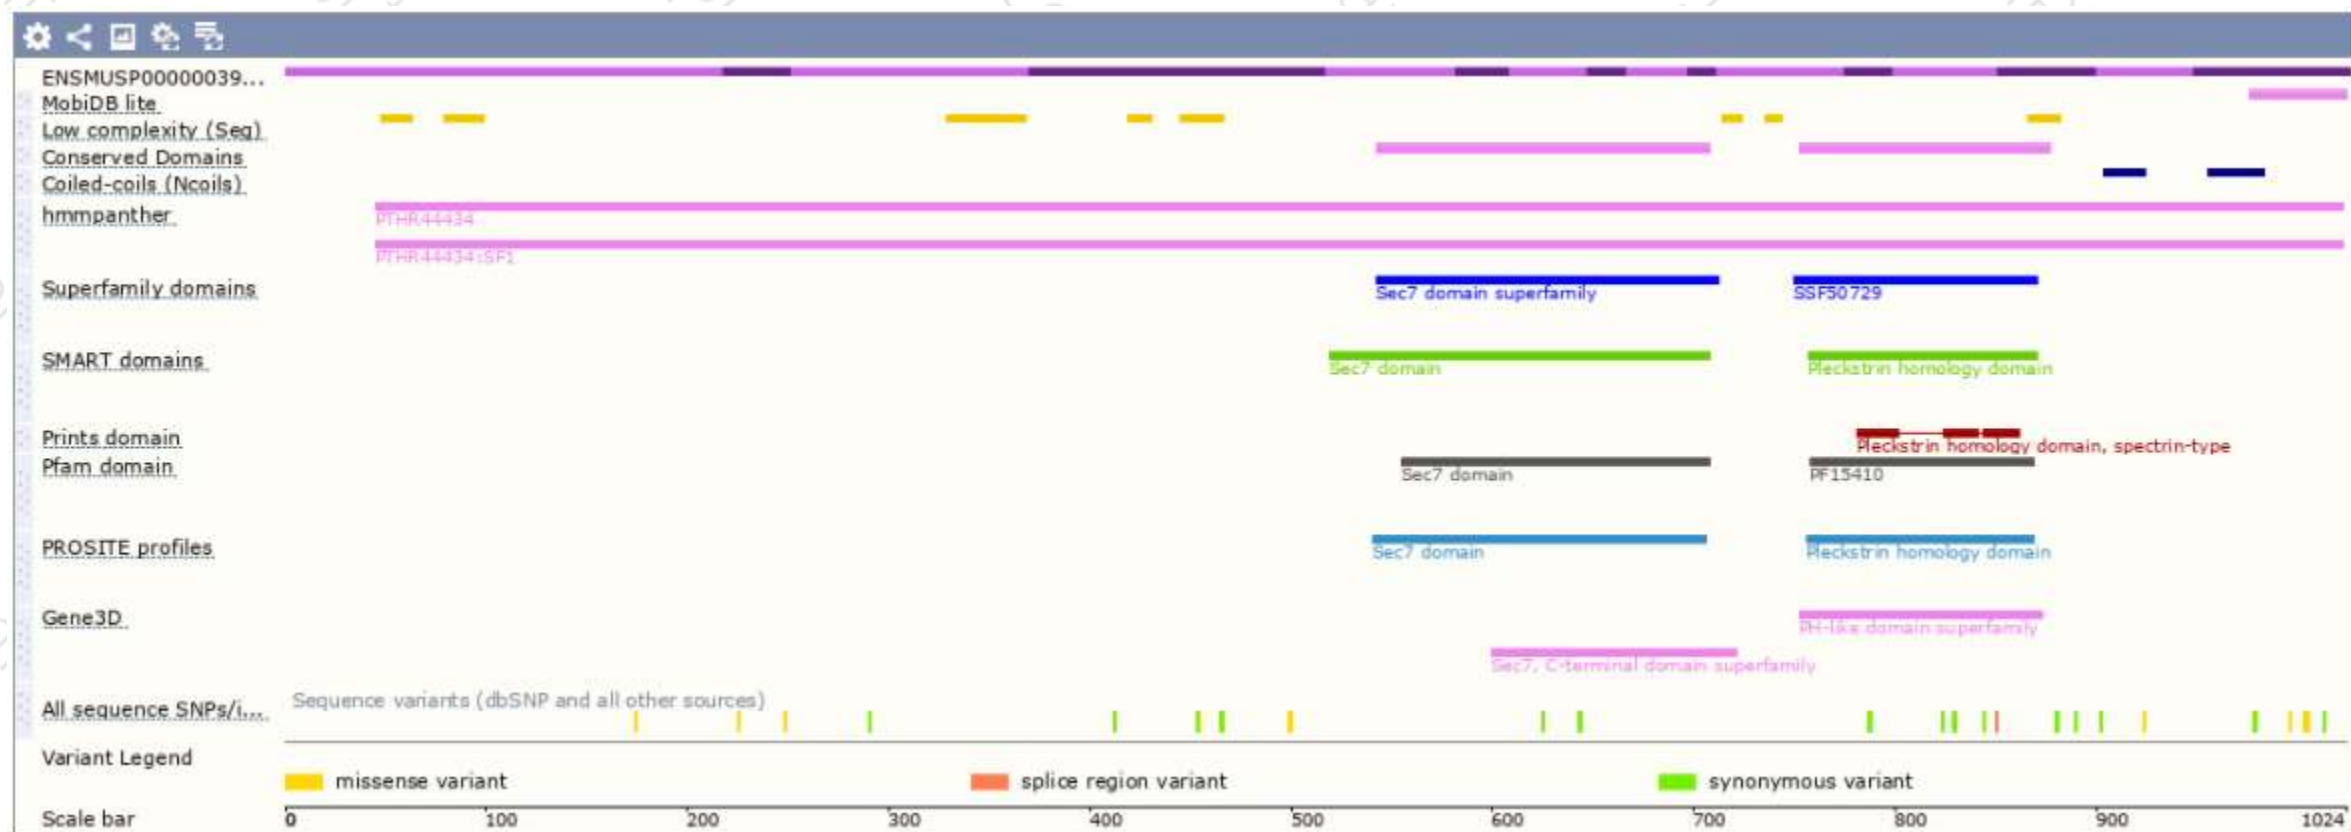 ENSMUSP00000039...
MobiDB lite
Low complexity (Seg)
Conserved Domains
Coiled-coils (Ncoils)
hmmpanther
PTHR44434
PTHR44434:SF1
Superfamily domains
Sec7 domain superfamily
SSF50729
SMART domains
Sec7 domain
Pleckstrin homology domain
Prints domain
Pleckstrin homology domain, spectrin-type
Pfam domain
Sec7 domain
PF15410
PROSITE profiles
Sec7 domain
Pleckstrin homology domain
Gene3D
PH-like domain superfamily
Sec7, C-terminal domain superfamily
All sequence SNPs/i...
Sequence variants (dbSNP and all other sources)
Variant Legend
missense variant
splice region variant
synonymous variant
Scale bar
0 100 200 300 400 500 600 700 800 900 1024